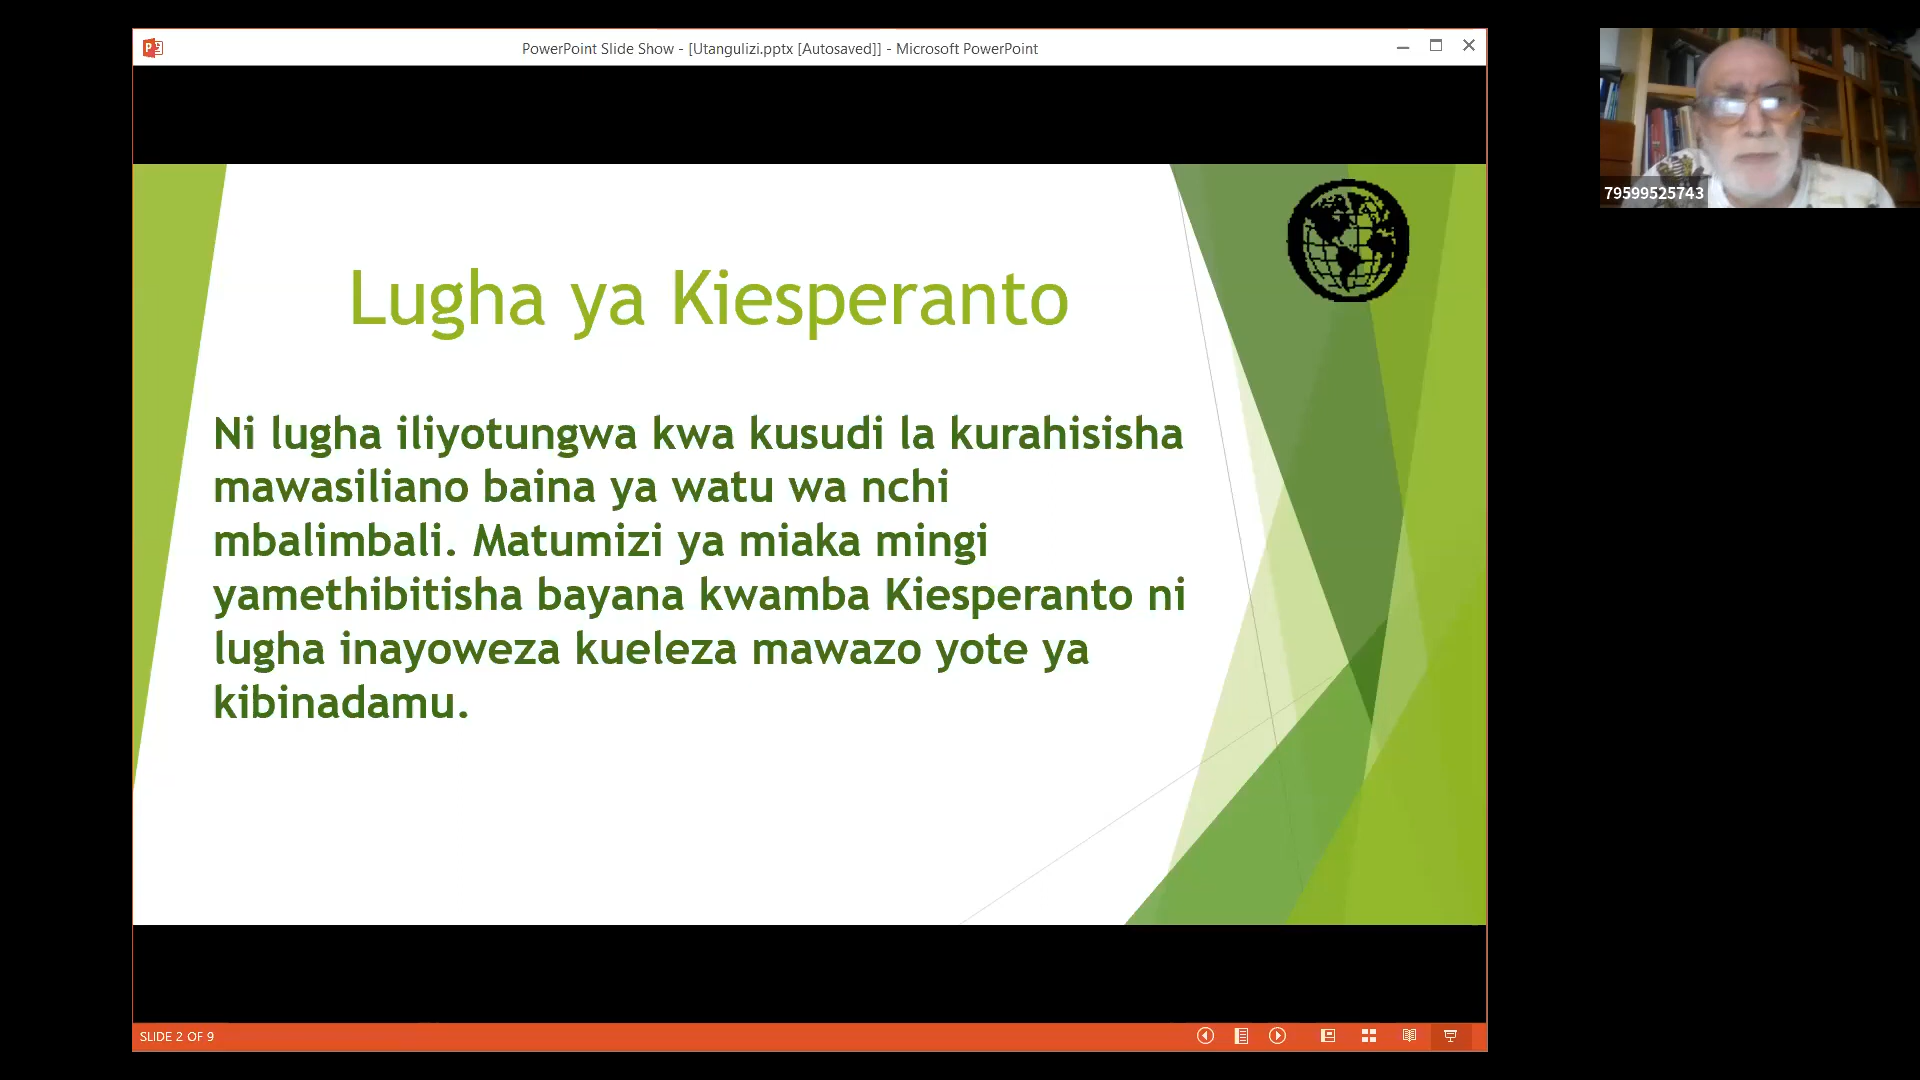 PowerPoint Slide Show - [Utangulizi.pptx [Autosaved]] - Microsoft PowerPoint
79599525743
Lugha ya Kiesperanto
Ni lugha iliyotungwa kwa kusudi la kurahisisha
mawasiliano baina ya watu wa nchi
mbalimbali. Matumizi ya miaka mingi
yamethibitisha bayana kwamba Kiesperanto ni
lugha inayoweza kueleza mawazo yote ya
kibinadamu.
SLIDE 2 OF 9